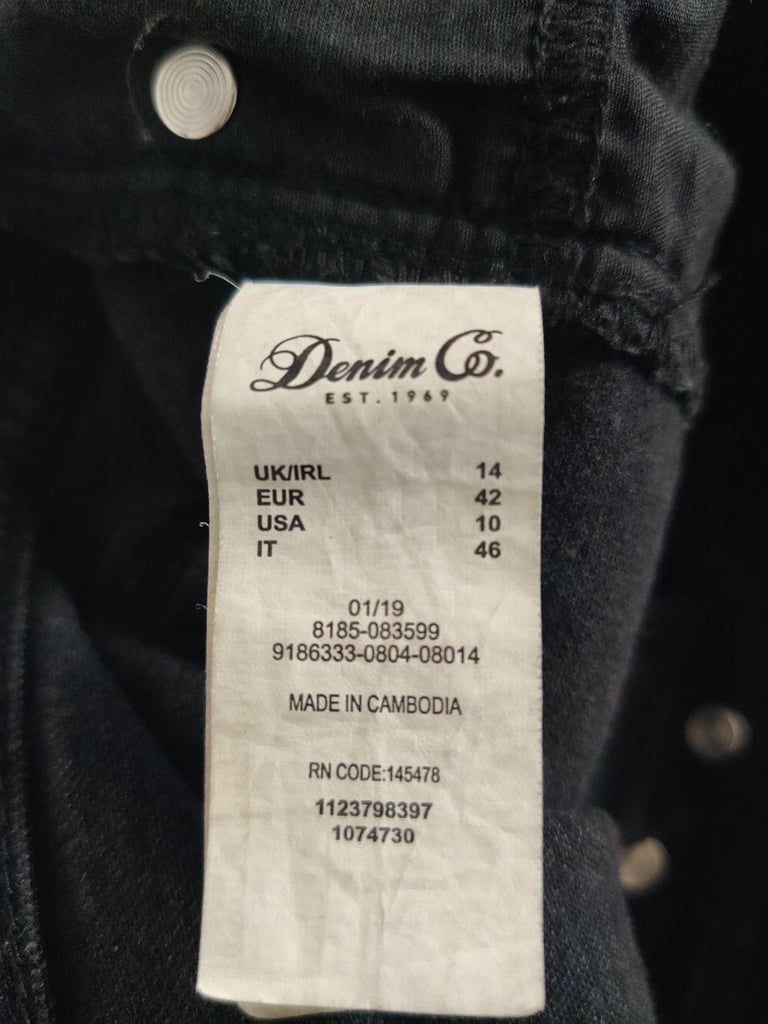 Denim Co.
EST. 1969
UK/IRL 14
EUR 42
USA 10
IT 46
01/19
8185-083599
9186333-0804-08014
MADE IN CAMBODIA
RN CODE:145478
1123798397
1074730